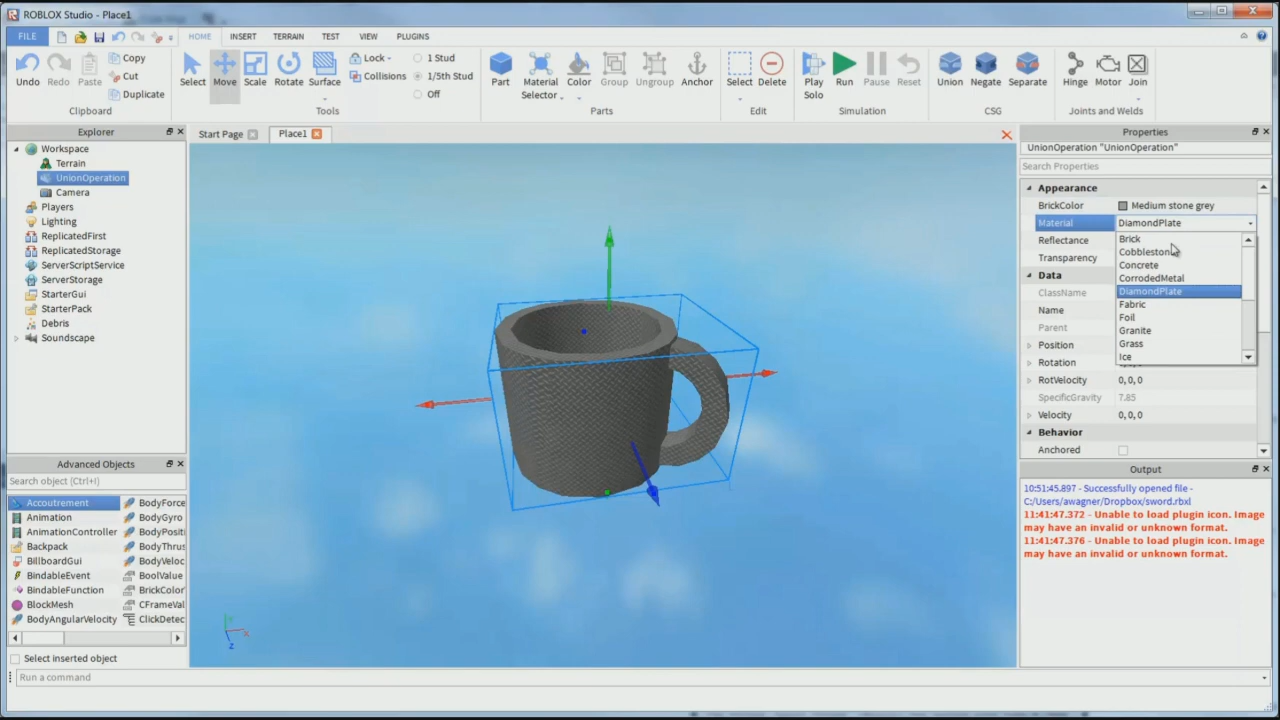 ROBLOX Studio - Place1
FILE HOME INSERT TERRAIN TEST VIEW PLUGINS
Undo Redo Paste Copy Cut Duplicate
Clipboard
Select Move Scale Rotate Surface Lock Collisions 1 Stud 1/5th Stud Off
Tools
Part Material Selector Color Group Ungroup Anchor
Parts
Select Delete
Edit
Play Solo Run Pause Reset
Simulation
Union Negate Separate
CSG
Hinge Motor Join
Joints and Welds
Explorer
Workspace
Terrain
UnionOperation
Camera
Players
Lighting
ReplicatedFirst
ReplicatedStorage
ServerScriptService
ServerStorage
StarterGui
StarterPack
Debris
Soundscape
Advanced Objects
Search object (Ctrl+I)
Accoutrement BodyForce
Animation BodyGyro
AnimationController BodyPositi
Backpack BodyThrus
BillboardGui BodyVeloc
BindableEvent BoolValue
BindableFunction BrickColor
BlockMesh CFrameVal
BodyAngularVelocity ClickDetec
Select inserted object
Run a command
Start Page Place1
Y
X
Z
Properties
UnionOperation "UnionOperation"
Search Properties
Appearance
BrickColor Medium stone grey
Material DiamondPlate
Reflectance
Transparency
Data
ClassName
Name
Parent
Position
Rotation
RotVelocity 0, 0, 0
SpecificGravity 7.85
Velocity 0, 0, 0
Behavior
Anchored
Brick
Cobbleston
Concrete
CorrodedMetal
DiamondPlate
Fabric
Foil
Granite
Grass
Ice
Output
10:51:45.897 - Successfully opened file -
C:/Users/awagner/Dropbox/sword.rbxl
11:41:47.372 - Unable to load plugin icon. Image
may have an invalid or unknown format.
11:41:47.376 - Unable to load plugin icon. Image
may have an invalid or unknown format.